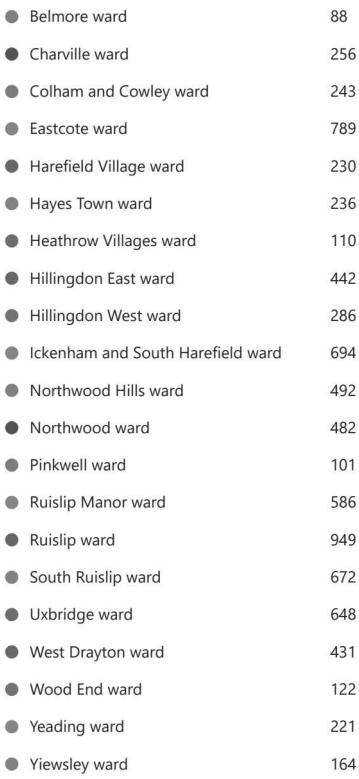 Belmore ward 88
Charville ward 256
Colham and Cowley ward 243
Eastcote ward 789
Harefield Village ward 230
Hayes Town ward 236
Heathrow Villages ward 110
Hillingdon East ward 442
Hillingdon West ward 286
Ickenham and South Harefield ward 694
Northwood Hills ward 492
Northwood ward 482
Pinkwell ward 101
Ruislip Manor ward 586
Ruislip ward 949
South Ruislip ward 672
Uxbridge ward 648
West Drayton ward 431
Wood End ward 122
Yeading ward 221
Yiewsley ward 164